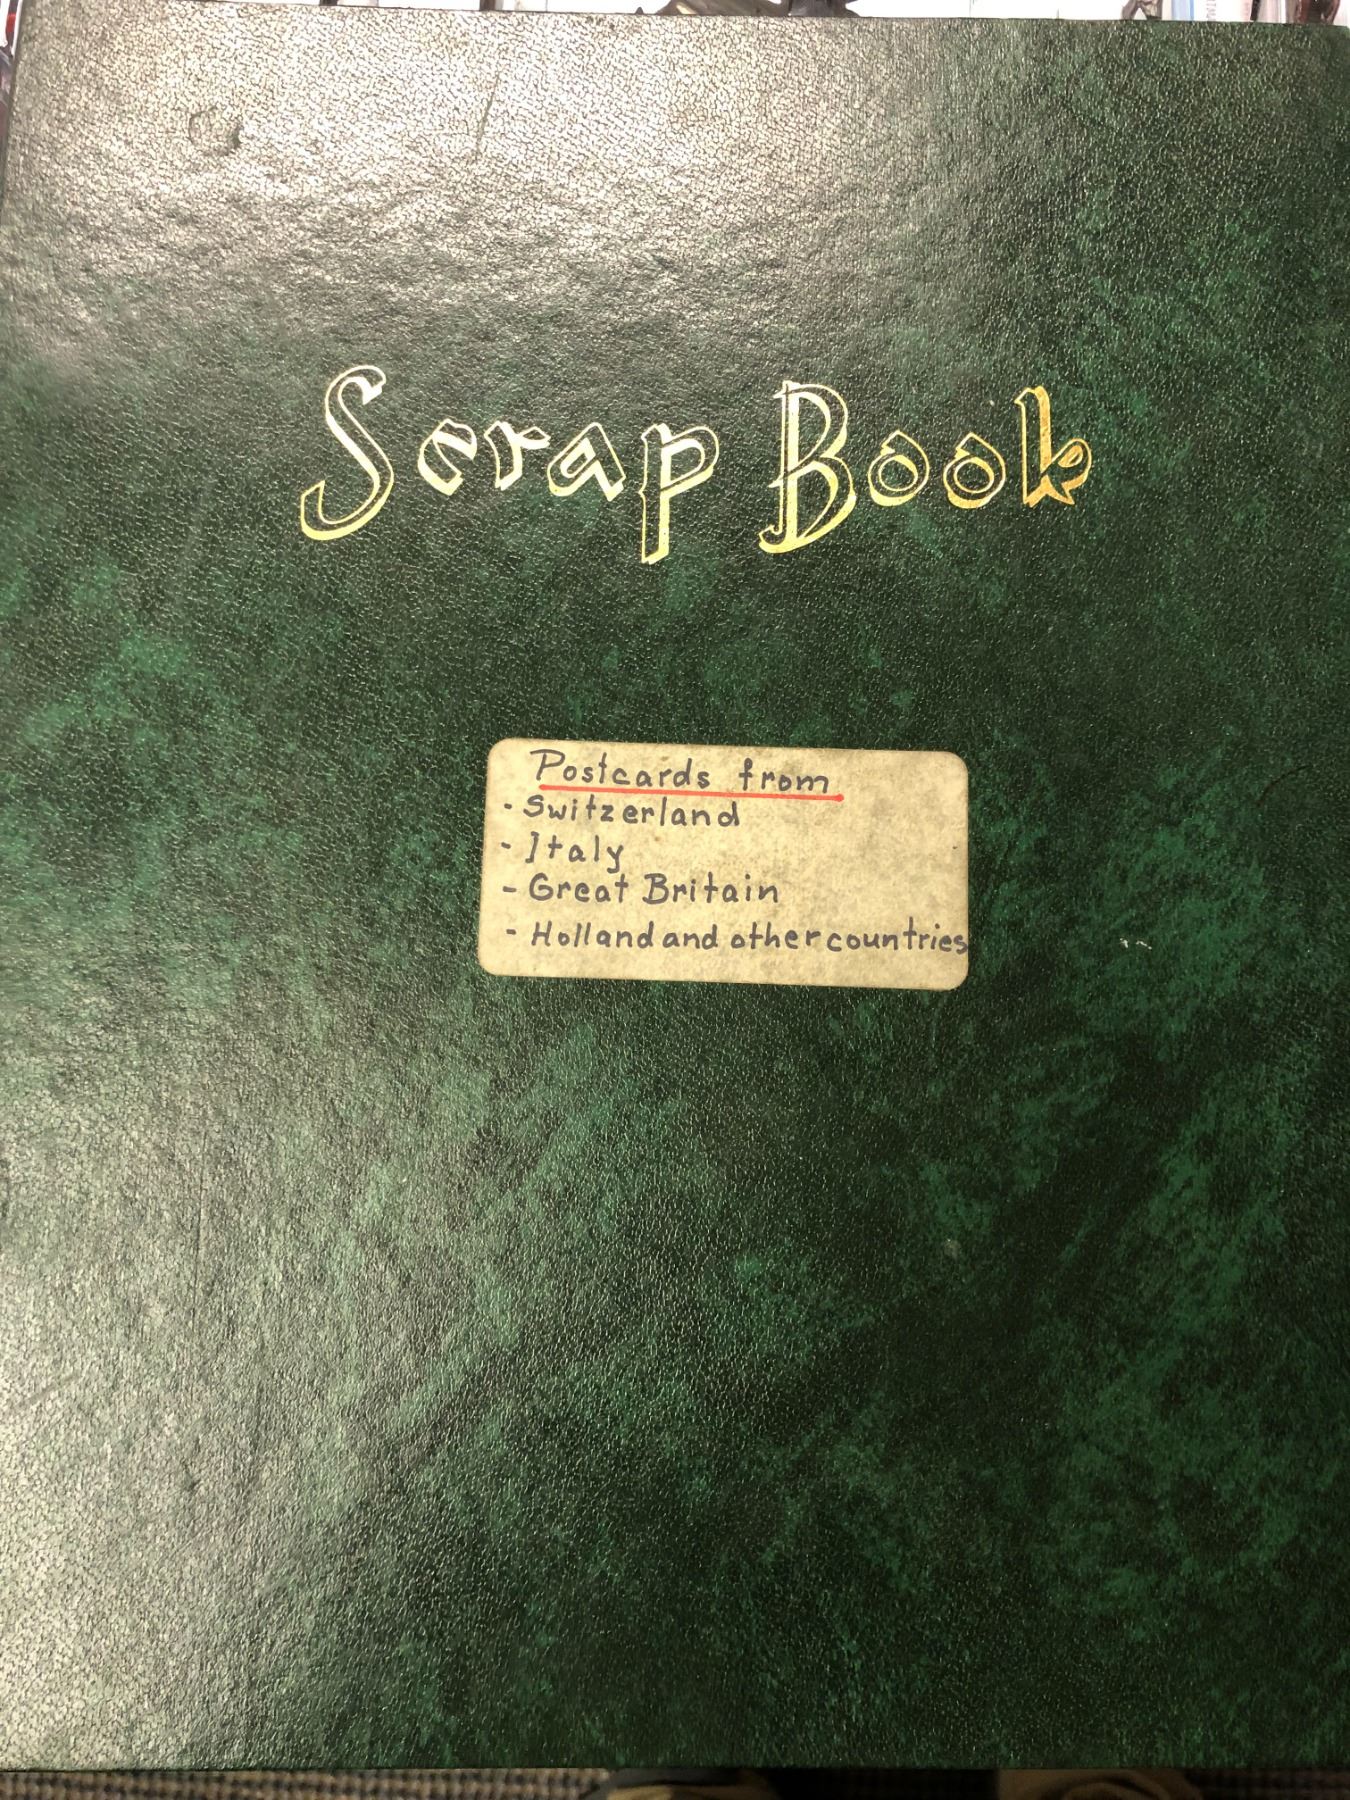 Scrap Book
Postcards from
- Switzerland
- Italy
- Great Britain
- Holland and other countries